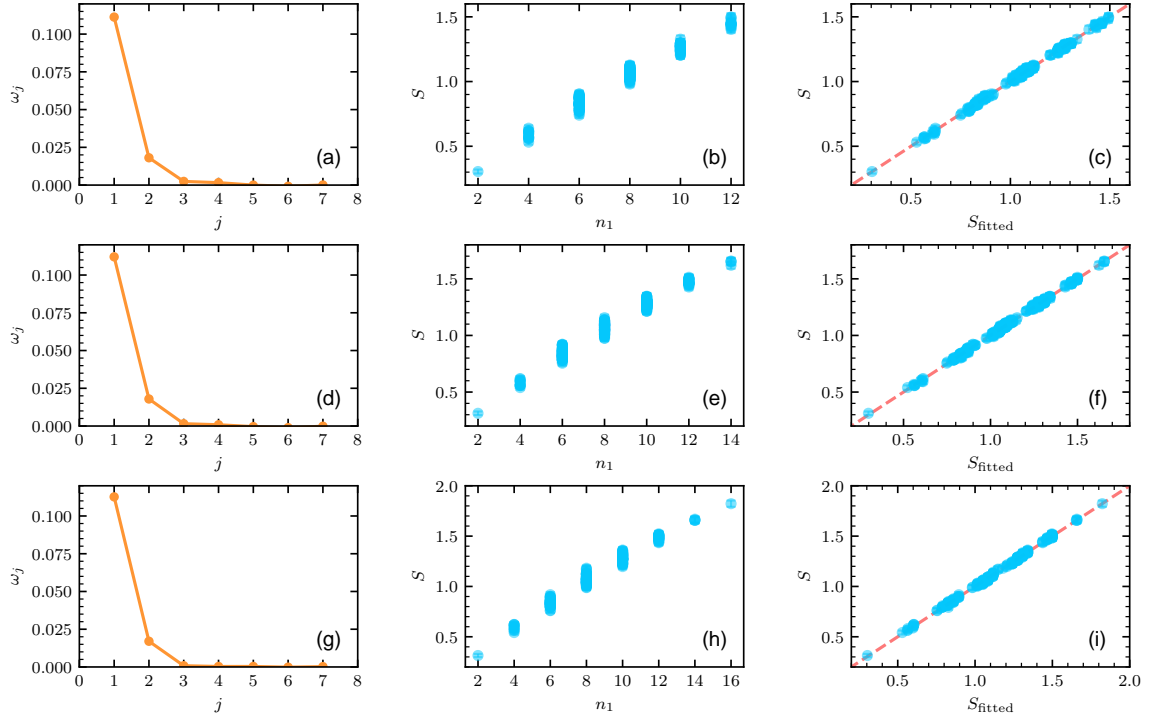 0.100
0.075
0.050
0.025
0.000
ω_j
0 1 2 3 4 5 6 7 8
j
(a)
1.5
1.0
0.5
S
2 4 6 8 10 12
n_1
(b)
1.5
1.0
0.5
S
0.5 1.0 1.5
S_fitted
(c)
0.100
0.075
0.050
0.025
0.000
ω_j
0 1 2 3 4 5 6 7 8
j
(d)
1.5
1.0
0.5
S
2 4 6 8 10 12 14
n_1
(e)
1.5
1.0
0.5
S
0.5 1.0 1.5
S_fitted
(f)
0.100
0.075
0.050
0.025
0.000
ω_j
0 1 2 3 4 5 6 7 8
j
(g)
2.0
1.5
1.0
0.5
S
2 4 6 8 10 12 14 16
n_1
(h)
2.0
1.5
1.0
0.5
S
0.5 1.0 1.5 2.0
S_fitted
(i)